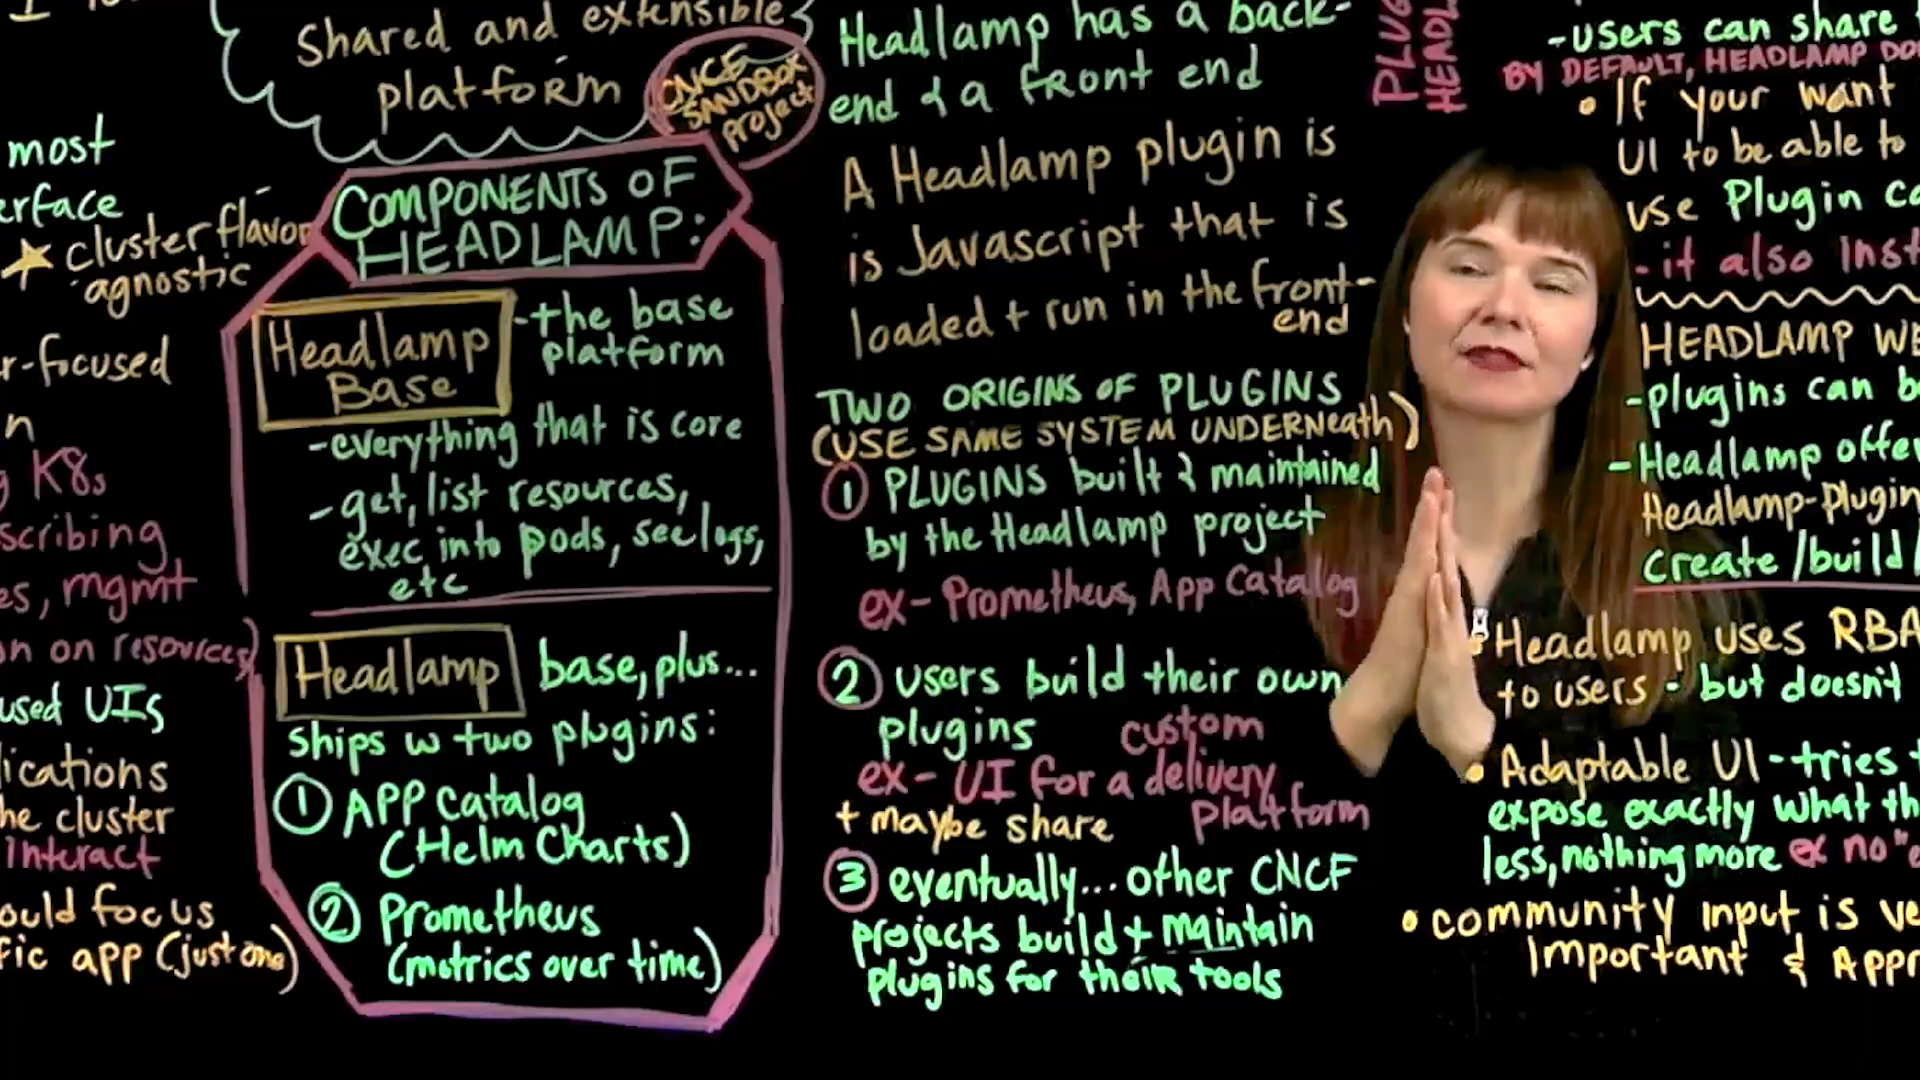 Shared and extensible
platform
CNCF
SANDBOX
project
most
erface
cluster flavor
agnostic
r-focused
n
g K8s
scribing
es, mgmt
on on resources)
used UIs
lications
he cluster
interact
ould focus
fic app (just one)
COMPONENTS OF
HEADLAMP:
Headlamp
Base
-the base
platform
-everything that is core
-get, list resources,
exec into pods, see logs,
etc
Headlamp
base, plus...
ships w two plugins:
1 APP catalog
(Helm Charts)
2 Prometheus
(metrics over time)
Headlamp has a back-
end & a front end
A Headlamp plugin is
is Javascript that is
loaded + run in the front-
end
TWO ORIGINS OF PLUGINS
(USE SAME SYSTEM UNDERNEath)
1 PLUGINS built & maintained
by the Headlamp project
ex- Prometheus, App Catalog
2 users build their own
plugins
custom
ex- UI for a delivery
platform
+ maybe share
3 eventually... other CNCF
projects build + maintain
plugins for their tools
PLUG
HEADL
-users can share
BY DEFAULT, HEADLAMP DO
• If your want
UI to be able to
use Plugin ca
-it also inst
HEADLAMP WE
-plugins can b
-Headlamp offe
Headlamp-Plugin
create/build/
• Headlamp uses RBA
to users - but doesn't
• Adaptable UI - tries t
expose exactly what th
less, nothing more ex no "e
• community input is ve
important & Appr